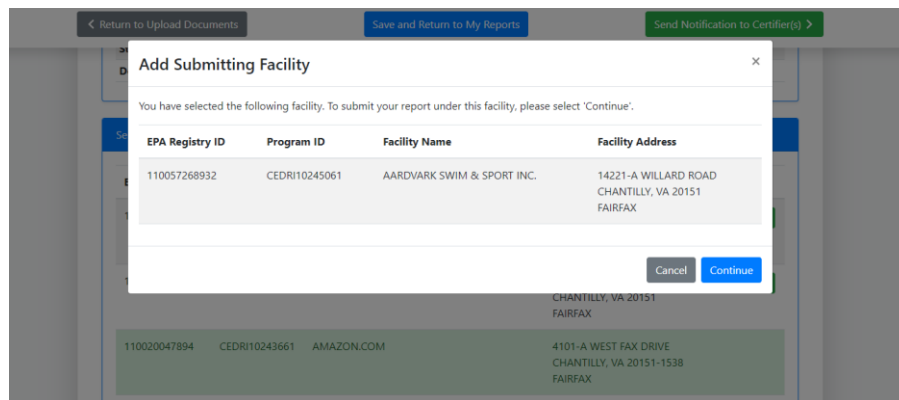 Return to Upload Documents
Save and Return to My Reports
Send Notification to Certifier(s)
Add Submitting Facility
×
You have selected the following facility. To submit your report under this facility, please select 'Continue'.
EPA Registry ID Program ID Facility Name Facility Address
110057268932 CEDRI10245061 AARDVARK SWIM & SPORT INC. 14221-A WILLARD ROAD
CHANTILLY, VA 20151
FAIRFAX
Cancel Continue
CHANTILLY, VA 20151
FAIRFAX
110020047894 CEDRI10243661 AMAZON.COM 4101-A WEST FAX DRIVE
CHANTILLY, VA 20151-1538
FAIRFAX